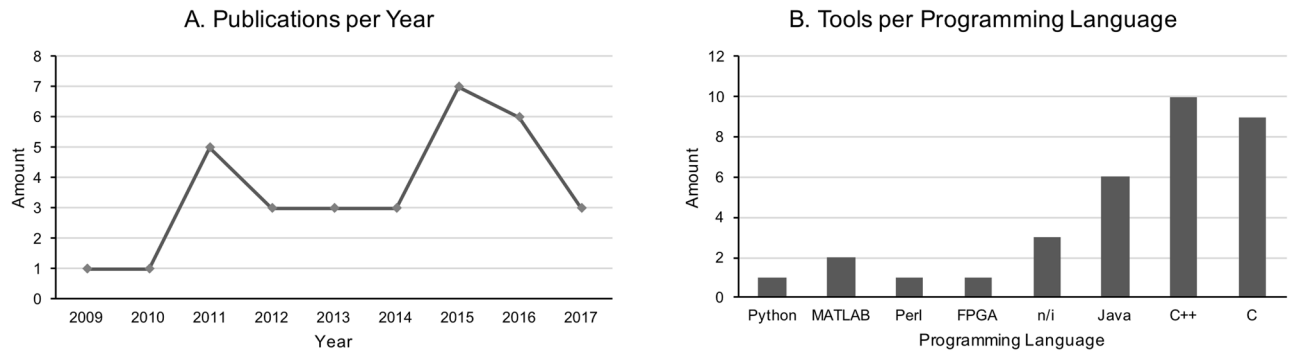 A. Publications per Year
8
7
6
5
4
3
2
1
0
Amount
2009 2010 2011 2012 2013 2014 2015 2016 2017
Year
B. Tools per Programming Language
12
10
8
6
4
2
0
Amount
Python MATLAB Perl FPGA n/i Java C++ C
Programming Language